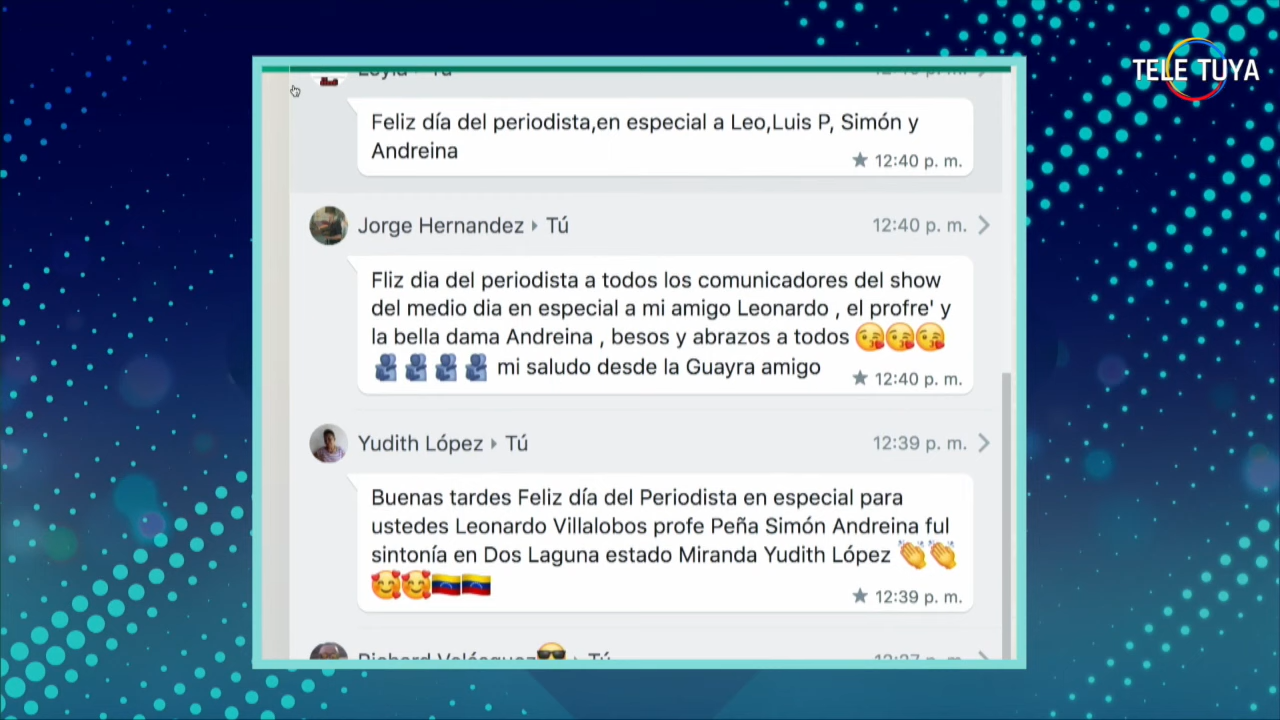 TELE TUYA
Feliz día del periodista,en especial a Leo,Luis P, Simón y
Andreina
12:40 p. m.
Jorge Hernandez Tú
12:40 p. m.
Fliz dia del periodista a todos los comunicadores del show
del medio dia en especial a mi amigo Leonardo , el profre' y
la bella dama Andreina , besos y abrazos a todos 😘😘😘
🫂🫂🫂🫂 mi saludo desde la Guayra amigo
12:40 p. m.
Yudith López Tú
12:39 p. m.
Buenas tardes Feliz día del Periodista en especial para
ustedes Leonardo Villalobos profe Peña Simón Andreina ful
sintonía en Dos Laguna estado Miranda Yudith López 👏👏
🥰🥰🇻🇪🇻🇪
12:39 p. m.
Richard Velásquez😎 Tú
12:37 p. m.